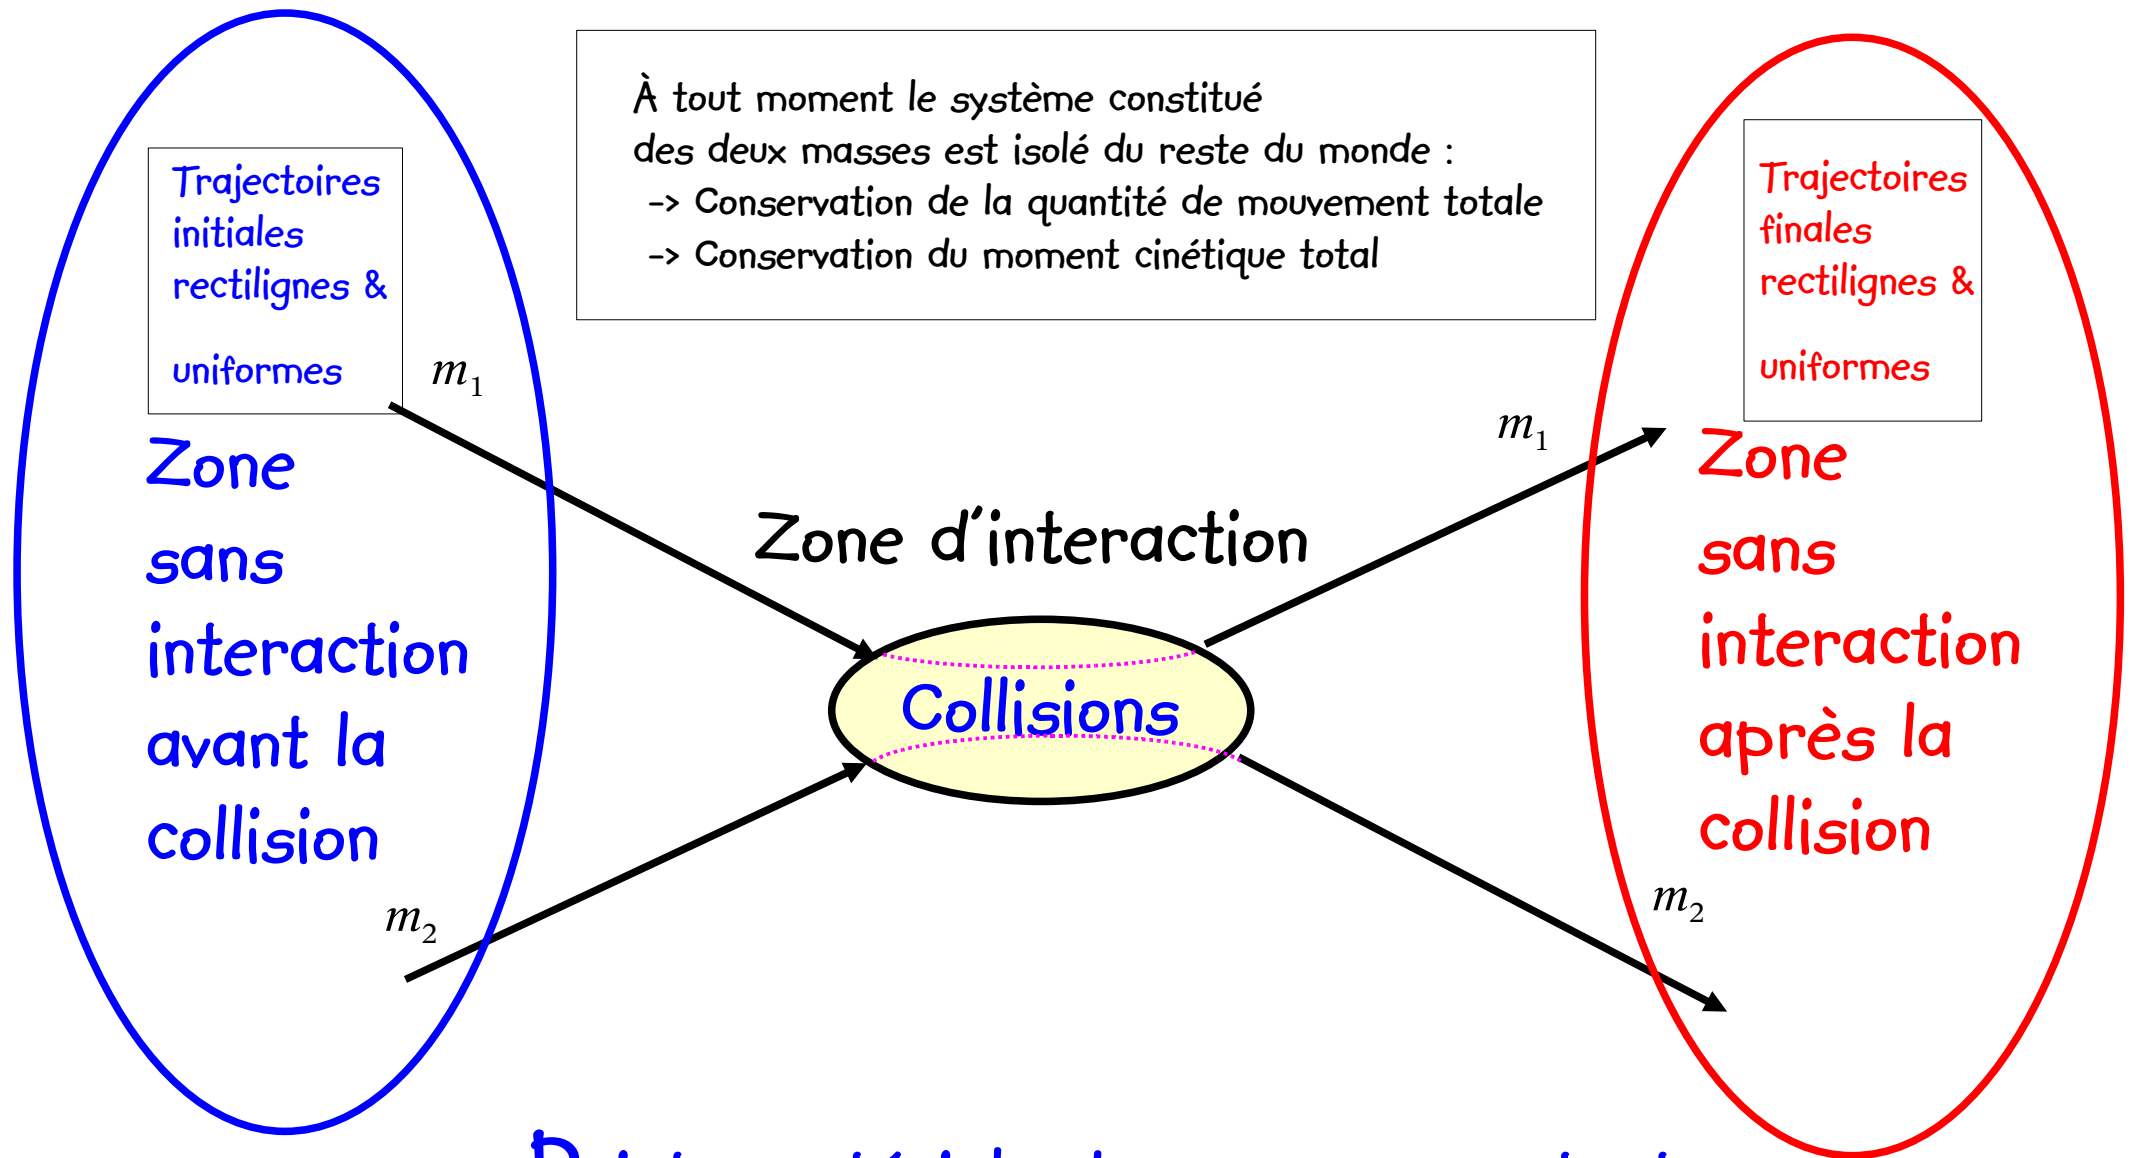 À tout moment le système constitué
des deux masses est isolé du reste du monde :
-> Conservation de la quantité de mouvement totale
-> Conservation du moment cinétique total
Trajectoires
initiales
rectilignes &
uniformes
m₁
Zone
sans
interaction
avant la
collision
m₂
Zone d'interaction
Collisions
Trajectoires
finales
rectilignes &
uniformes
m₁
Zone
sans
interaction
après la
collision
m₂